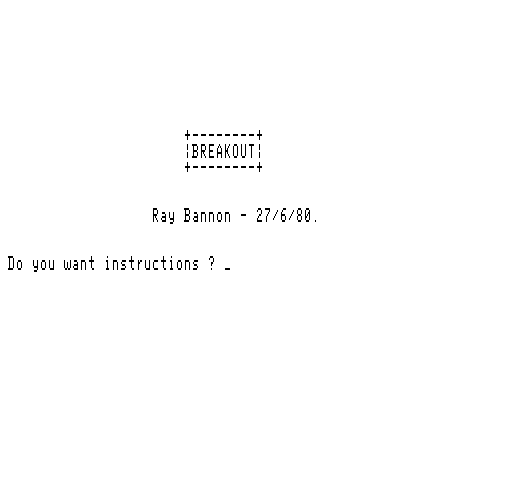 +--------+
¦BREAKOUT¦
+--------+
Ray Bannon - 27/6/80.
Do you want instructions ? _